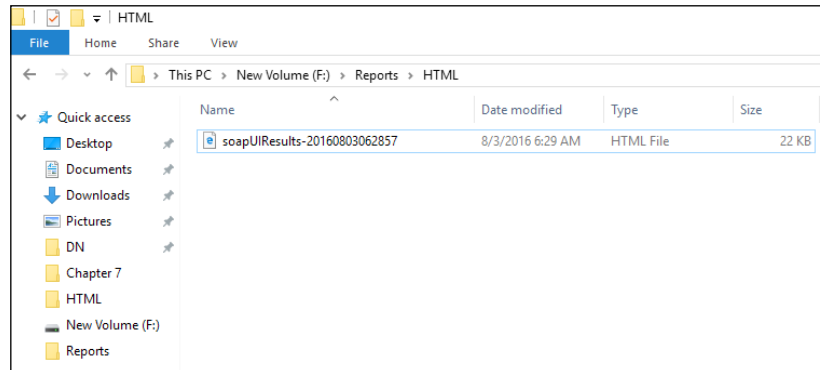 HTML
File Home Share View
This PC > New Volume (F:) > Reports > HTML
Name Date modified Type Size
Quick access
soapUIResults-20160803062857 8/3/2016 6:29 AM HTML File 22 KB
Desktop
Documents
Downloads
Pictures
DN
Chapter 7
HTML
New Volume (F:)
Reports